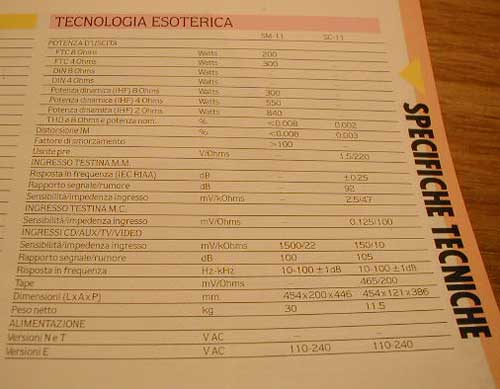 TECNOLOGIA ESOTERICA
SM-11 SC-11
POTENZA D'USCITA
FTC 8 Ohms Watts 200 -
FTC 4 Ohms Watts 300 -
DIN 8 Ohms Watts - -
DIN 4 Ohms Watts - -
Potenza dinamica (IHF) 8 Ohms Watts 300 -
Potenza dinamica (IHF) 4 Ohms Watts 550 -
Potenza dinamica (IHF) 2 Ohms Watts 840 -
THD a 8 Ohms e potenza nom. % <0.008 0.002
Distorsione IM % <0.008 0.003
Fattore di smorzamento >100 -
Uscite pre V/Ohms - 1.5/220
INGRESSO TESTINA M.M.
Risposta in frequenza (IEC RIAA) dB - ±0.25
Rapporto segnale/rumore dB - 92
Sensibilità/impedenza ingresso mV/kOhms - 2.5/47
INGRESSO TESTINA M.C.
Sensibilità/impedenza ingresso mV/Ohms - 0.125/100
INGRESSI CD/AUX/TV/VIDEO
Sensibilità/impedenza ingresso mV/kOhms 1500/22 150/10
Rapporto segnale/rumore dB 100 105
Risposta in frequenza Hz-kHz 10-100 ±1dB 10-100 ±1dB
Tape mV/Ohms - 465/200
Dimensioni (LxAxP) mm 454x200x446 454x121x386
Peso netto kg 30 11.5
ALIMENTAZIONE
Versioni N e T V AC - -
Versioni E V AC 110-240 110-240
SPECIFICHE TECNICHE